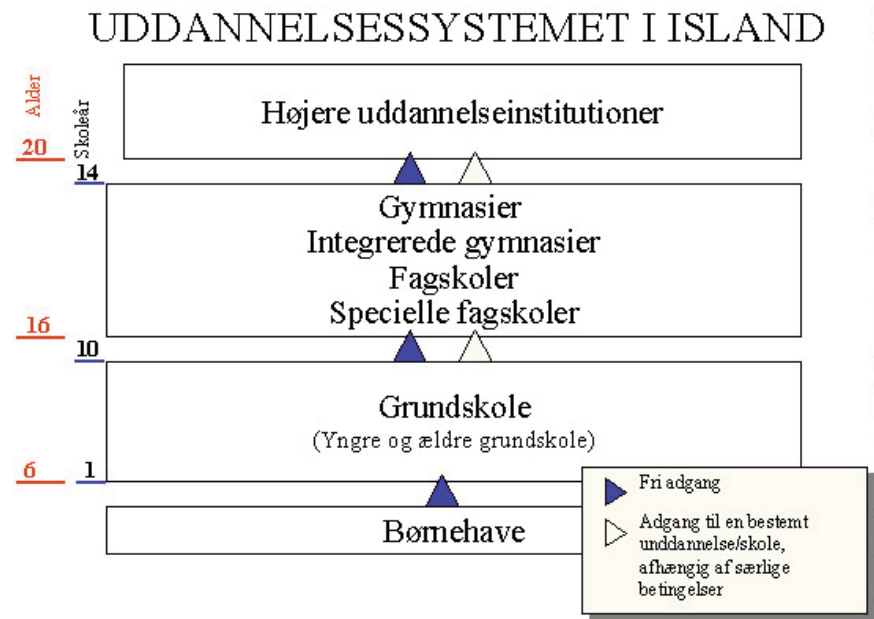 UDDANNELSESSYSTEMET I ISLAND
Alder
Skoleår
Højere uddannelseinstitutioner
20
14
Gymnasier
Integrerede gymnasier
Fagskoler
Specielle fagskoler
16
10
Grundskole
(Yngre og ældre grundskole)
6
1
Børnehave
Fri adgang
Adgang til en bestemt
unddannelse/skole,
afhængig af særlige
betingelser